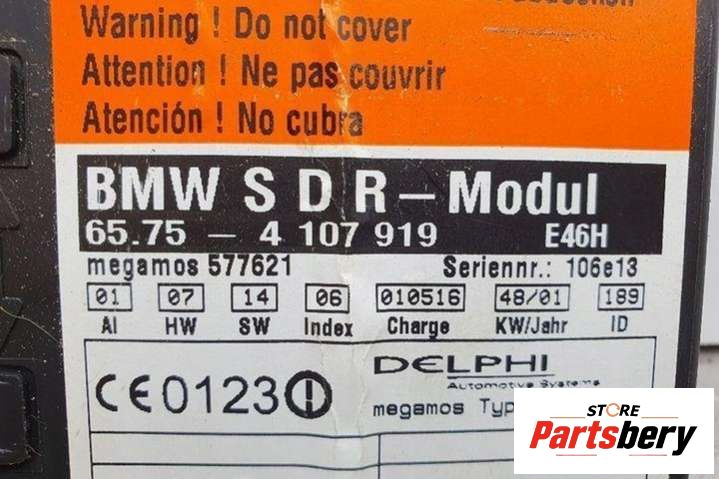 Warning ! Do not cover
Attention ! Ne pas couvrir
Atención ! No cubra
BMW S D R – Modul
65.75 – 4 107 919 E46H
megamos 577621 Seriennr.: 106e13
01 07 14 06 010516 48/01 189
AI HW SW Index Charge KW/Jahr ID
CE0123
DELPHI
Automotive Systems
megamos Typ
STORE
Partsbery